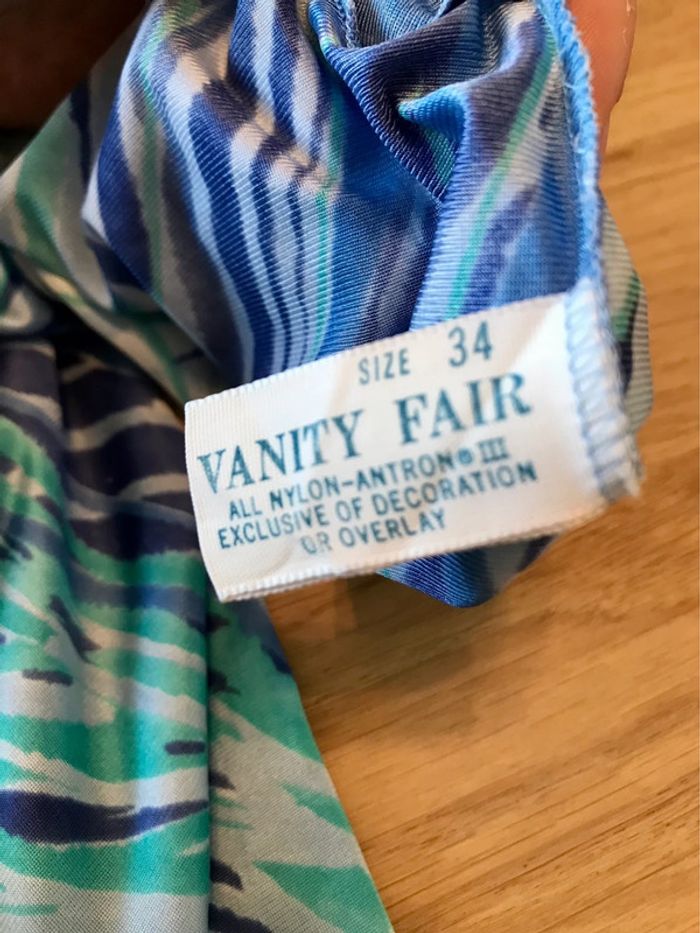 SIZE 34
VANITY FAIR
ALL NYLON-ANTRON® III
EXCLUSIVE OF DECORATION
OR OVERLAY